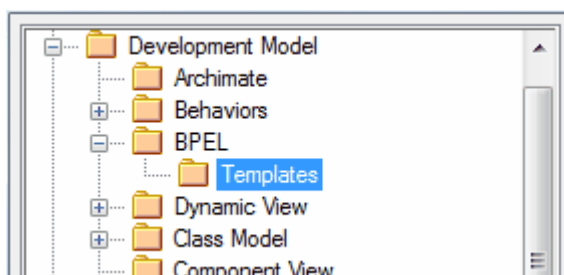 Development Model
Archimate
Behaviors
BPEL
Templates
Dynamic View
Class Model
Component View